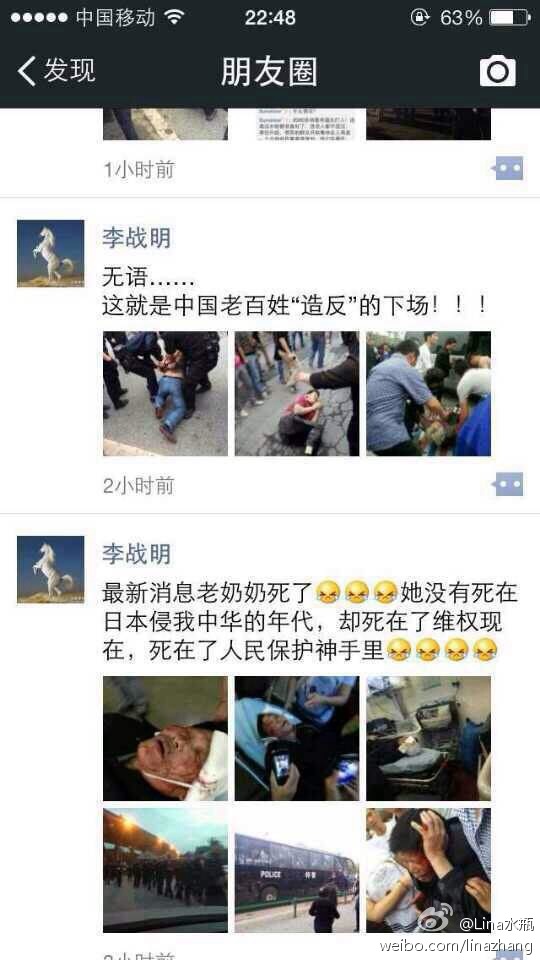 中国移动 22:48 63%
发现 朋友圈
1小时前
李战明
无语……
这就是中国老百姓“造反”的下场！！！
2小时前
李战明
最新消息老奶奶死了😂😂😂她没有死在
日本侵我中华的年代，却死在了维权现
在，死在了人民保护神手里😂😂😂😂
POLICE 特警
@Lina水瓶
weibo.com/linazhang